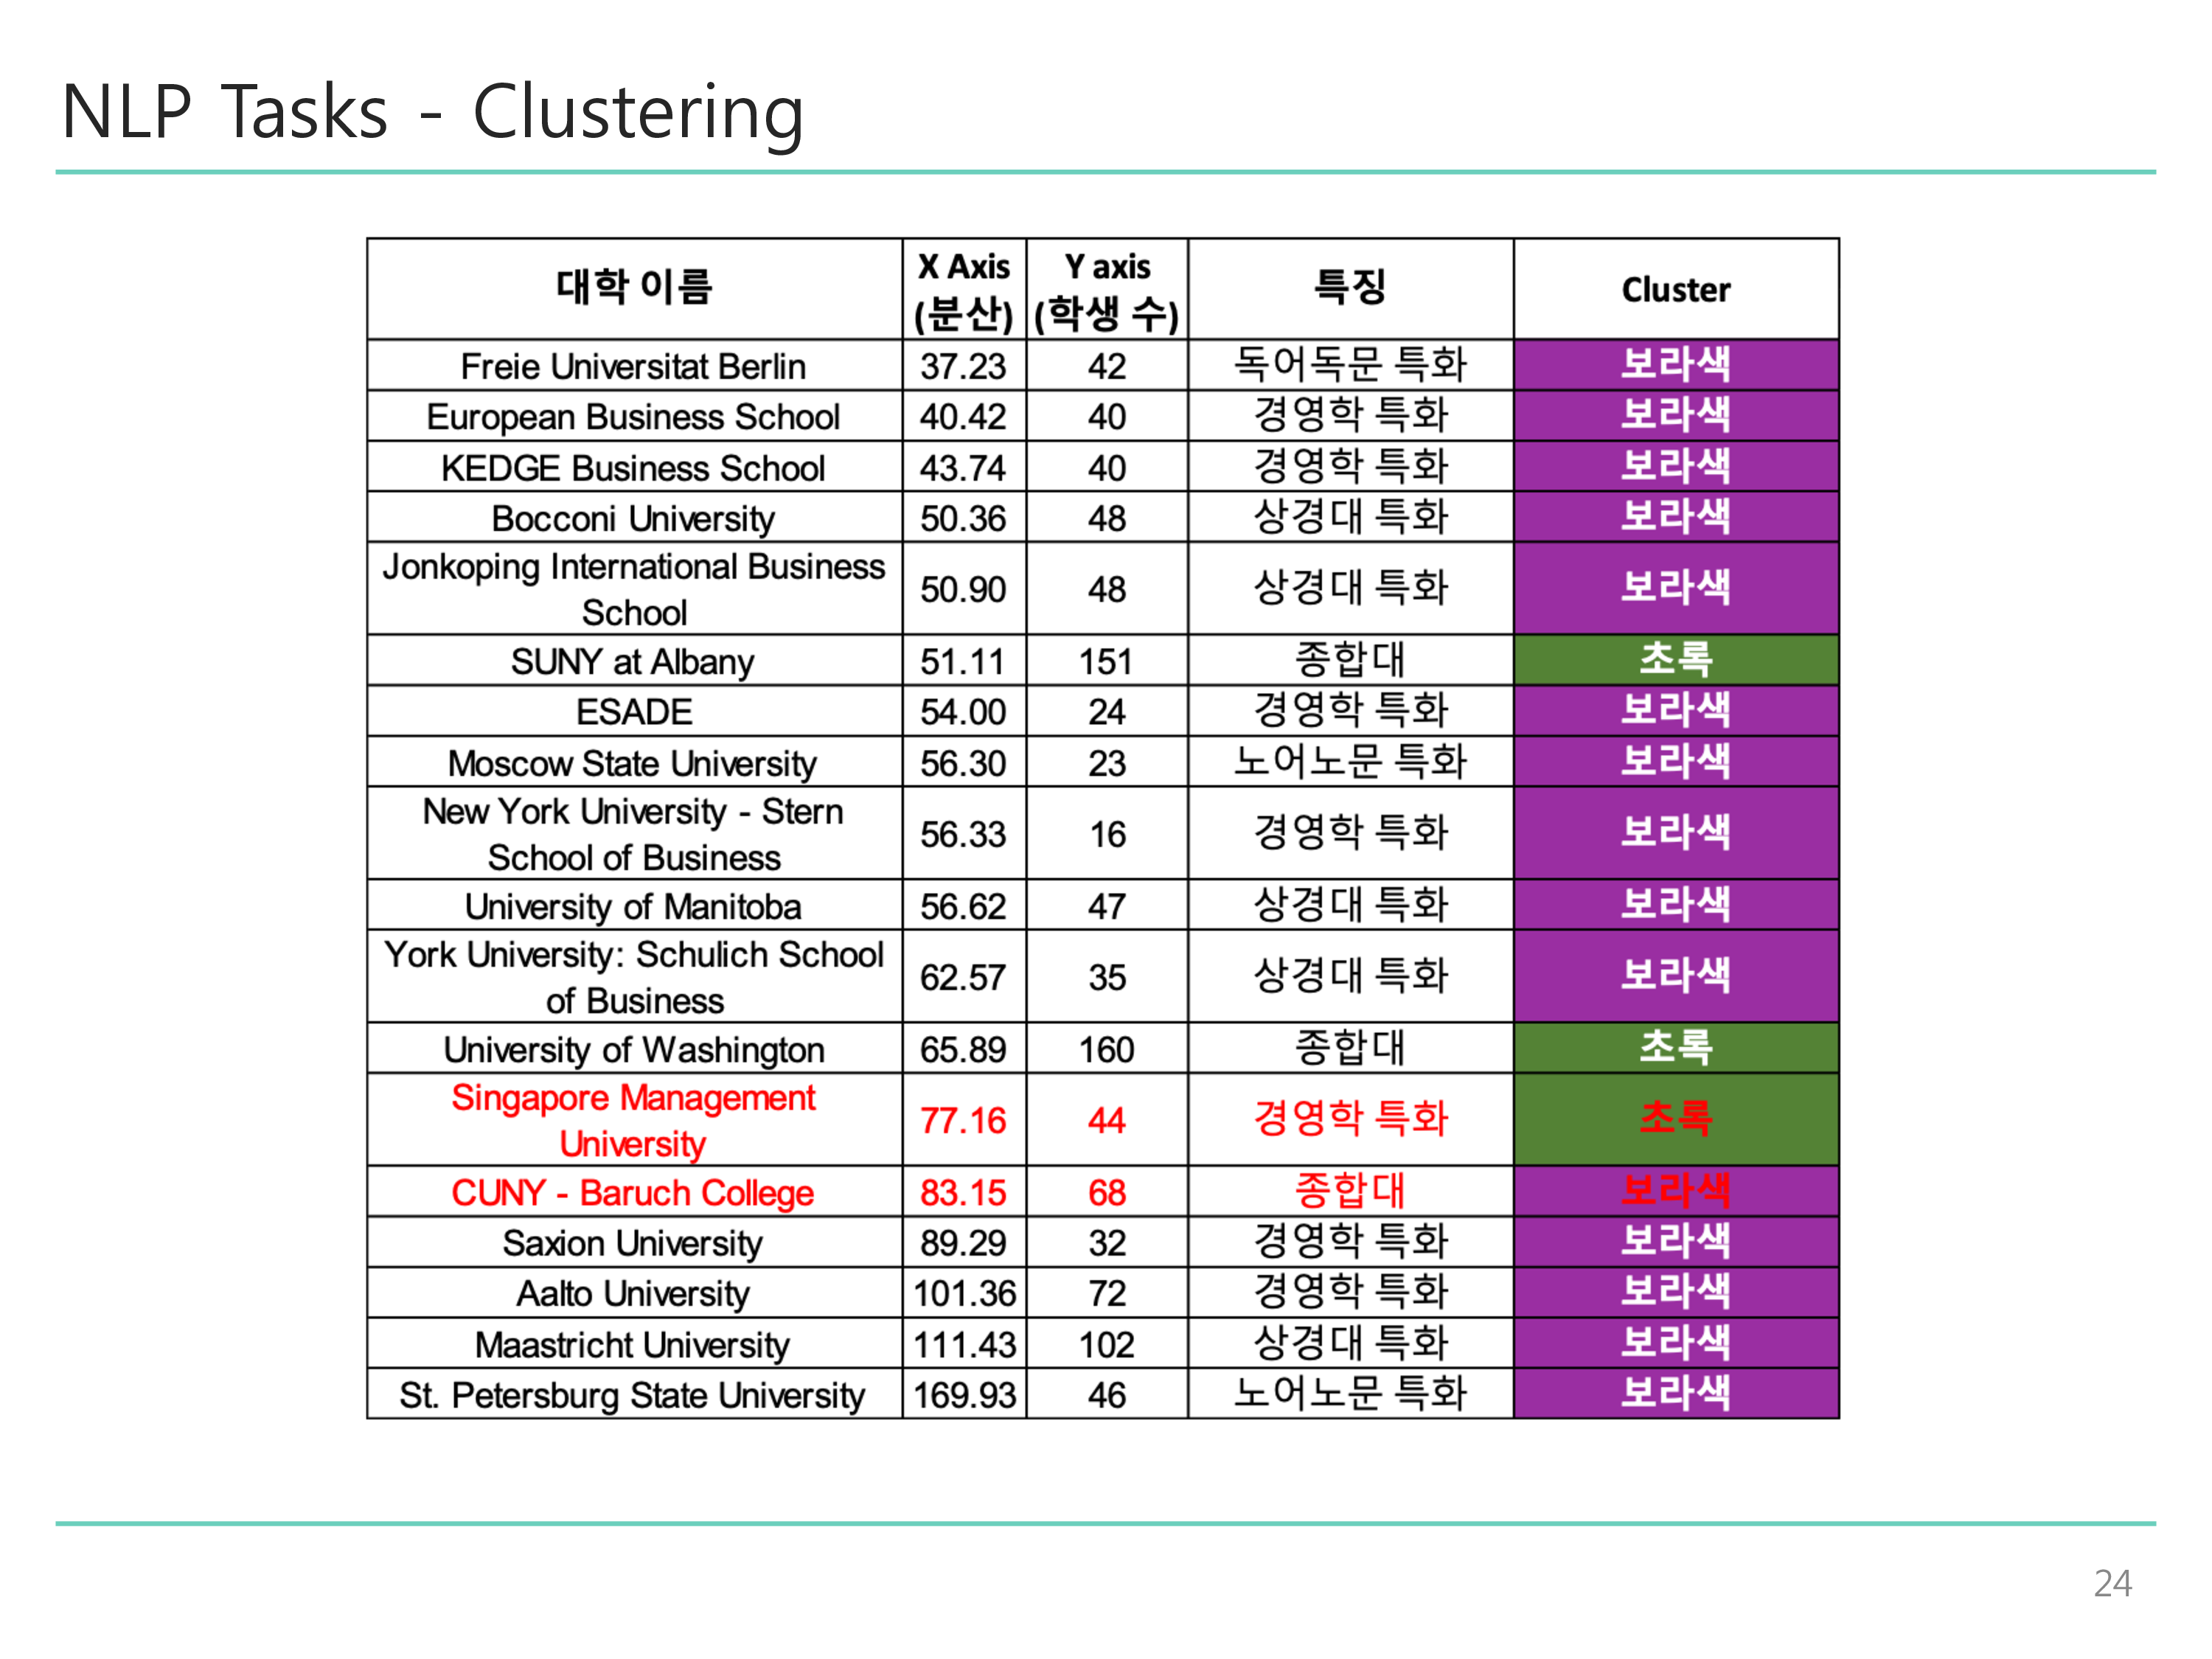 NLP Tasks - Clustering
대학 이름 X Axis (분산) Y axis (학생 수) 특징 Cluster
Freie Universitat Berlin 37.23 42 독어독문 특화 보라색
European Business School 40.42 40 경영학 특화 보라색
KEDGE Business School 43.74 40 경영학 특화 보라색
Bocconi University 50.36 48 상경대 특화 보라색
Jonkoping International Business School 50.90 48 상경대 특화 보라색
SUNY at Albany 51.11 151 종합대 초록
ESADE 54.00 24 경영학 특화 보라색
Moscow State University 56.30 23 노어노문 특화 보라색
New York University - Stern School of Business 56.33 16 경영학 특화 보라색
University of Manitoba 56.62 47 상경대 특화 보라색
York University: Schulich School of Business 62.57 35 상경대 특화 보라색
University of Washington 65.89 160 종합대 초록
Singapore Management University 77.16 44 경영학 특화 초록
CUNY - Baruch College 83.15 68 종합대 보라색
Saxion University 89.29 32 경영학 특화 보라색
Aalto University 101.36 72 경영학 특화 보라색
Maastricht University 111.43 102 상경대 특화 보라색
St. Petersburg State University 169.93 46 노어노문 특화 보라색
24